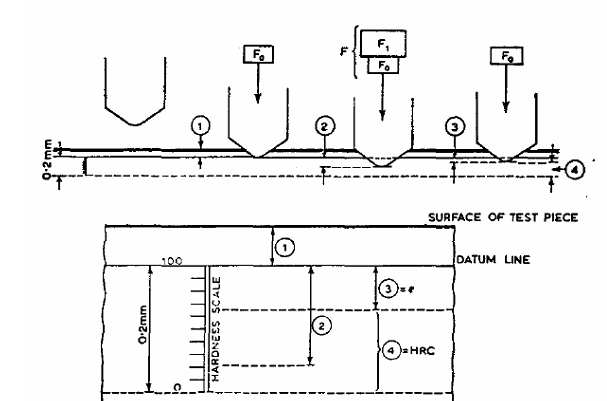 F₀
F
F₁
F₀
F₀
1
2
3
0.2mm
4
SURFACE OF TEST PIECE
1
100
DATUM LINE
HARDNESS SCALE
0.2mm
3 = e
2
4 = HRC
0